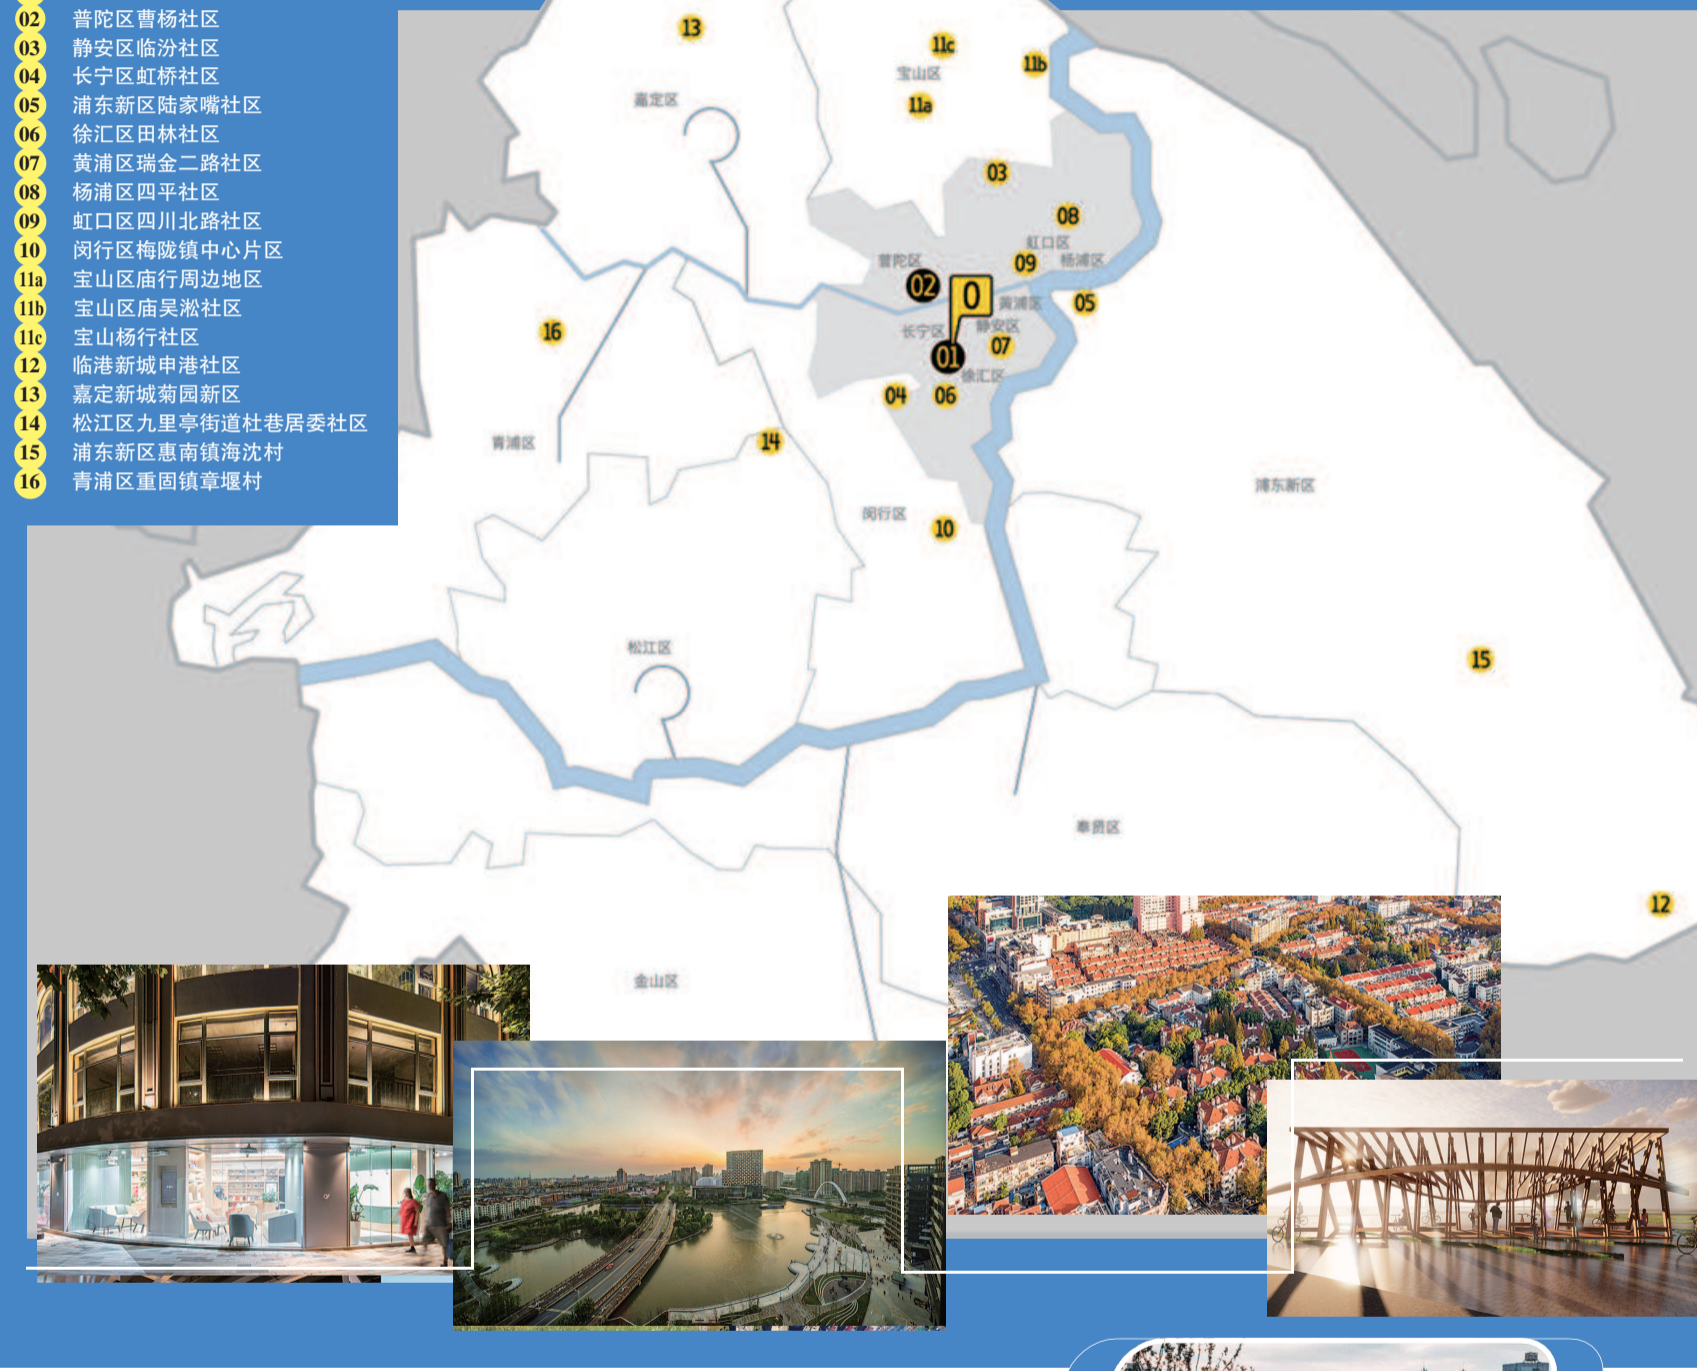 02 普陀区曹杨社区
03 静安区临汾社区
04 长宁区虹桥社区
05 浦东新区陆家嘴社区
06 徐汇区田林社区
07 黄浦区瑞金二路社区
08 杨浦区四平社区
09 虹口区四川北路社区
10 闵行区梅陇镇中心片区
11a 宝山区庙行周边地区
11b 宝山区庙吴淞社区
11c 宝山杨行社区
12 临港新城申港社区
13 嘉定新城菊园新区
14 松江区九里亭街道杜巷居委社区
15 浦东新区惠南镇海沈村
16 青浦区重固镇章堰村
13
11c
11b
宝山区
嘉定区
11a
03
08
虹口区
普陀区
09
杨浦区
02
0
黄浦区
05
16
长宁区
静安区
07
01
徐汇区
04
06
青浦区
14
浦东新区
闵行区
10
松江区
15
奉贤区
12
金山区